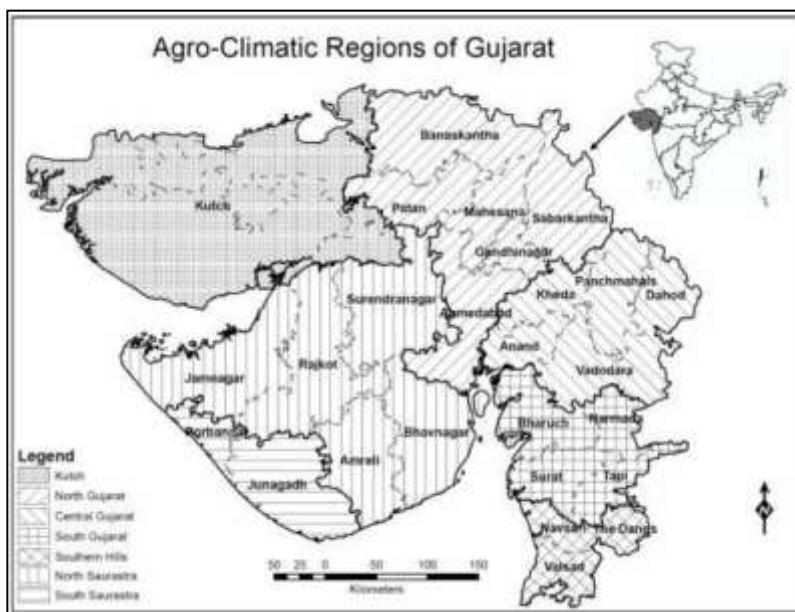 Agro-Climatic Regions of Gujarat
Banaskantha
Kutch
Patan
Mahesana
Sabarkantha
Gandhinagar
Surendranagar
Panchmahals
Kheda
Dahod
Ahmedabad
Anand
Rajkot
Jamnagar
Vadodara
Bhavnagar
Bharuch
Narmada
Porbandar
Amreli
Junagadh
Surat
Tapi
Navsari
The Dangs
Valsad
Legend
Kutch
North Gujarat
Central Gujarat
South Gujarat
Southern Hills
North Saurastra
South Saurastra
50 25 0 50 100 150
Kilometers
N